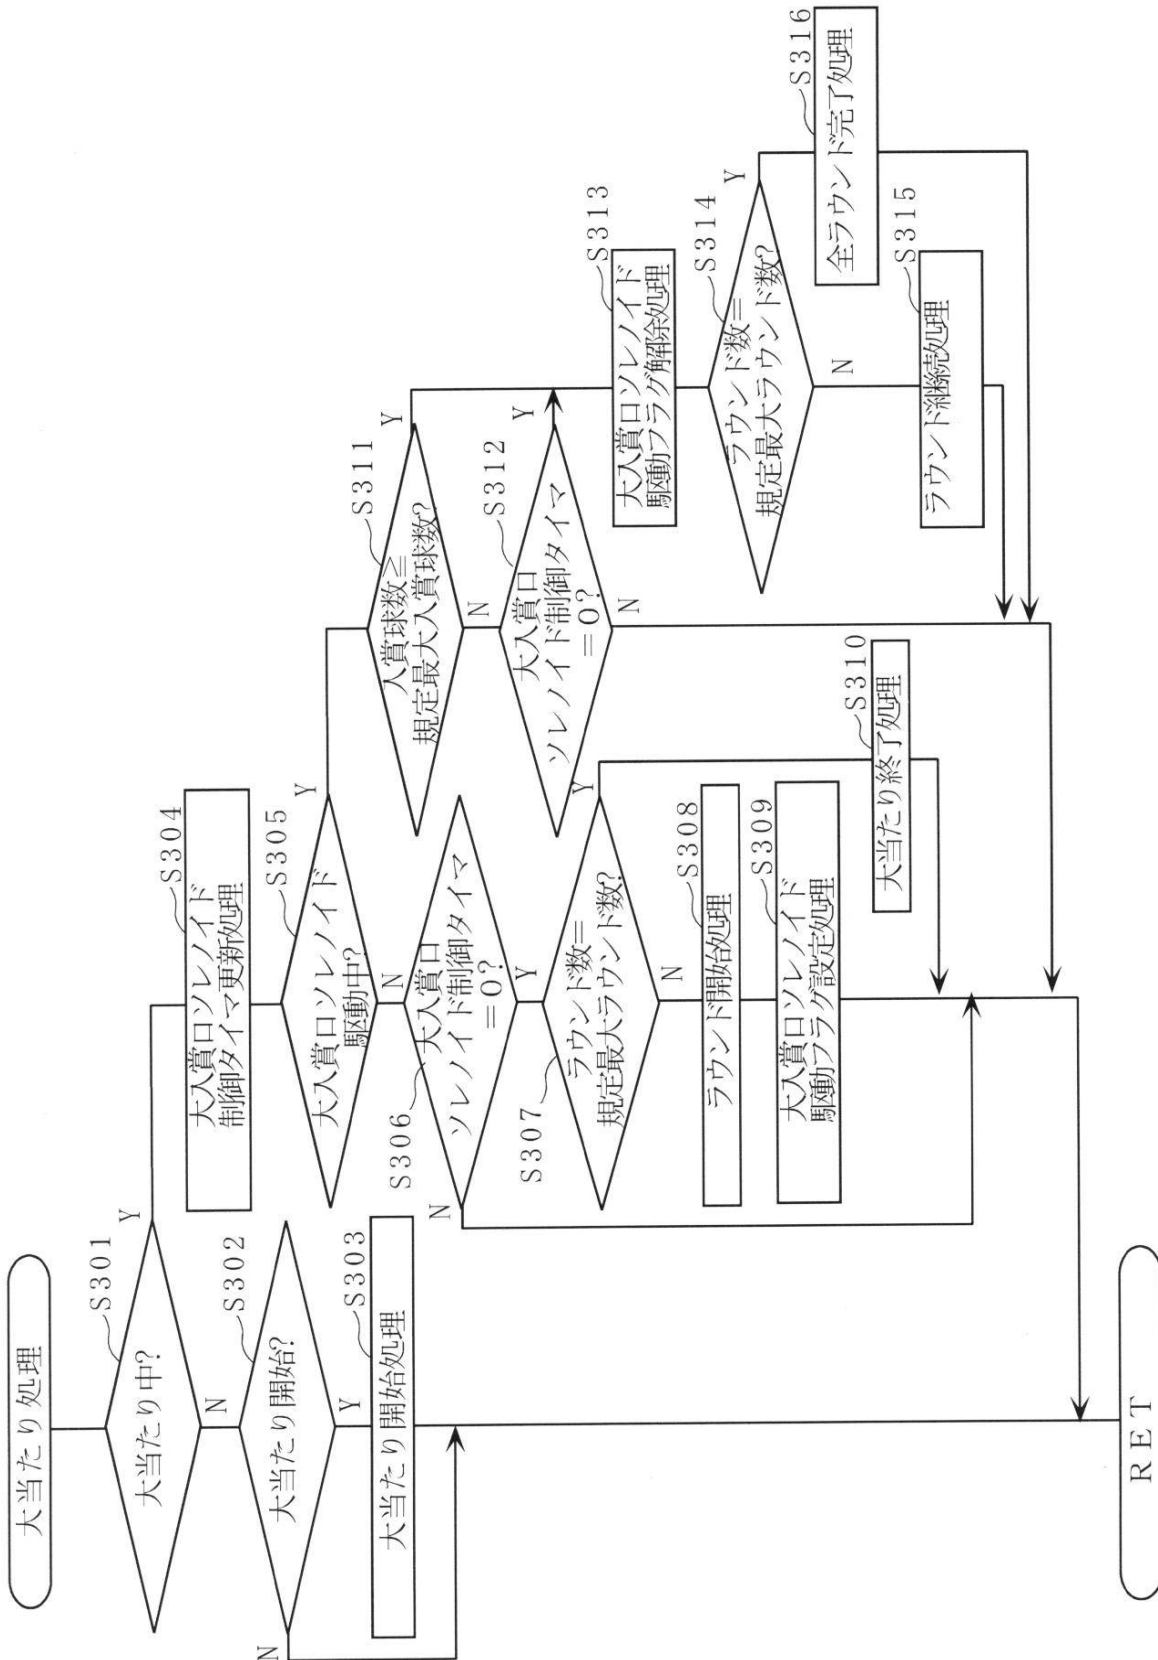 大当たり処理
S301
大当たり中?
Y
N
S302
大当たり開始?
N
Y
S303
大当たり開始処理
S304
大入賞口ソレノイド
制御タイマ更新処理
S305
大入賞口ソレノイド
駆動中?
Y
N
S306
大入賞口
ソレノイド制御タイマ
=0?
N
Y
S307
ラウンド数=
規定最大ラウンド数?
Y
N
S308
ラウンド開始処理
S309
大入賞口ソレノイド
駆動フラグ設定処理
S310
大当たり終了処理
S311
入賞球数≧
規定最大入賞球数?
Y
N
S312
大入賞口
ソレノイド制御タイマ
=0?
Y
N
S313
大入賞口ソレノイド
駆動フラグ解除処理
S314
ラウンド数=
規定最大ラウンド数?
Y
N
S315
ラウンド継続処理
S316
全ラウンド完了処理
RET